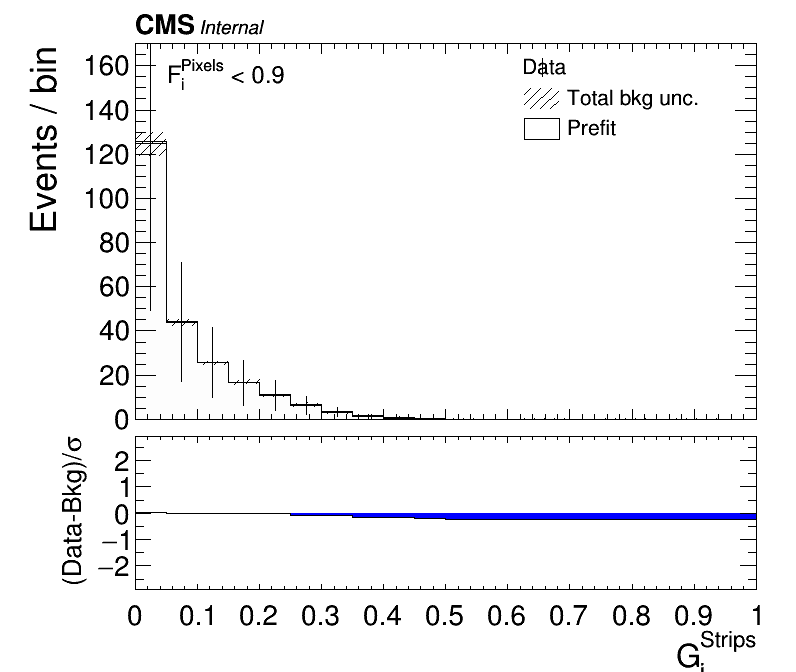 CMS Internal
Events / bin
160
140
120
100
80
60
40
20
0
F_i^Pixels < 0.9
Data
Total bkg unc.
Prefit
(Data-Bkg)/σ
2
1
0
−1
−2
0 0.1 0.2 0.3 0.4 0.5 0.6 0.7 0.8 0.9 1
G_i^Strips